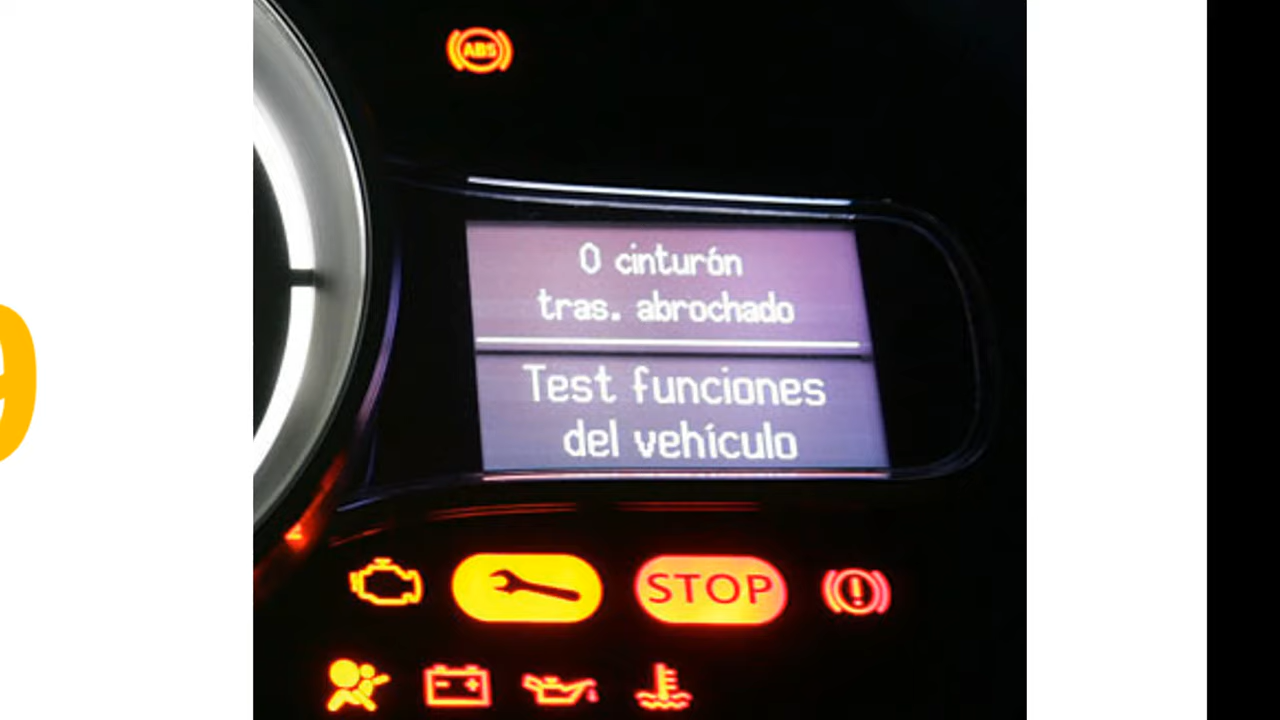 ABS
0 cinturón
tras. abrochado
Test funciones
del vehículo
STOP